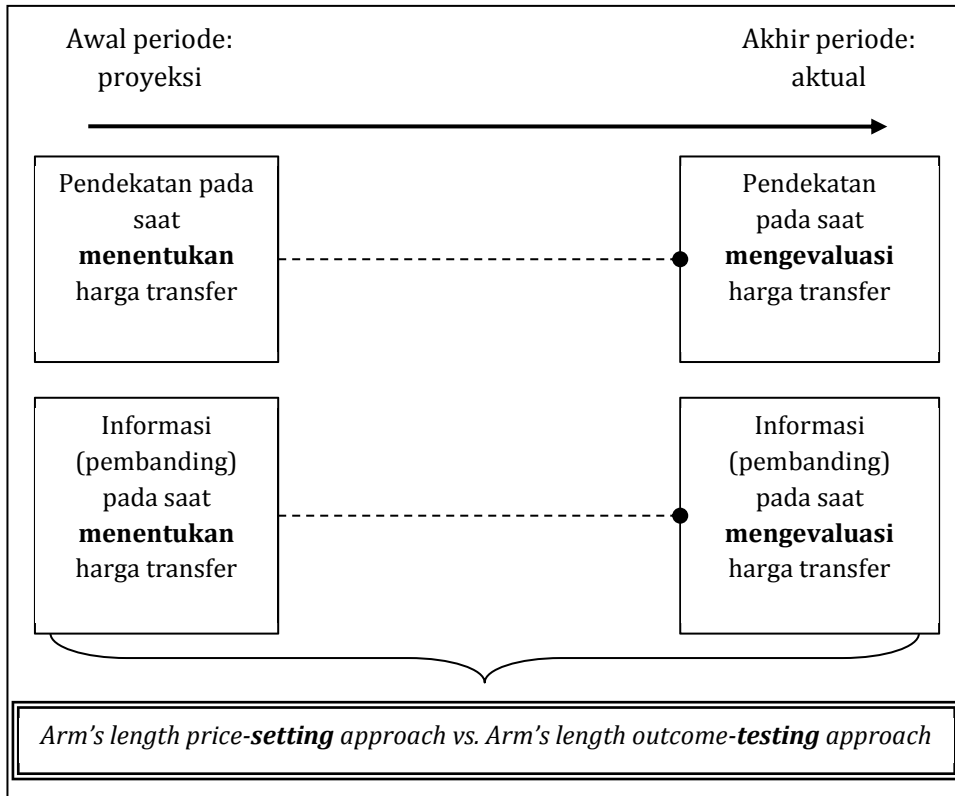 Awal periode:
proyeksi
Akhir periode:
aktual
Pendekatan pada
saat
menentukan
harga transfer
Pendekatan
pada saat
mengevaluasi
harga transfer
Informasi
(pembanding)
pada saat
menentukan
harga transfer
Informasi
(pembanding)
pada saat
mengevaluasi
harga transfer
Arm's length price-setting approach vs. Arm's length outcome-testing approach